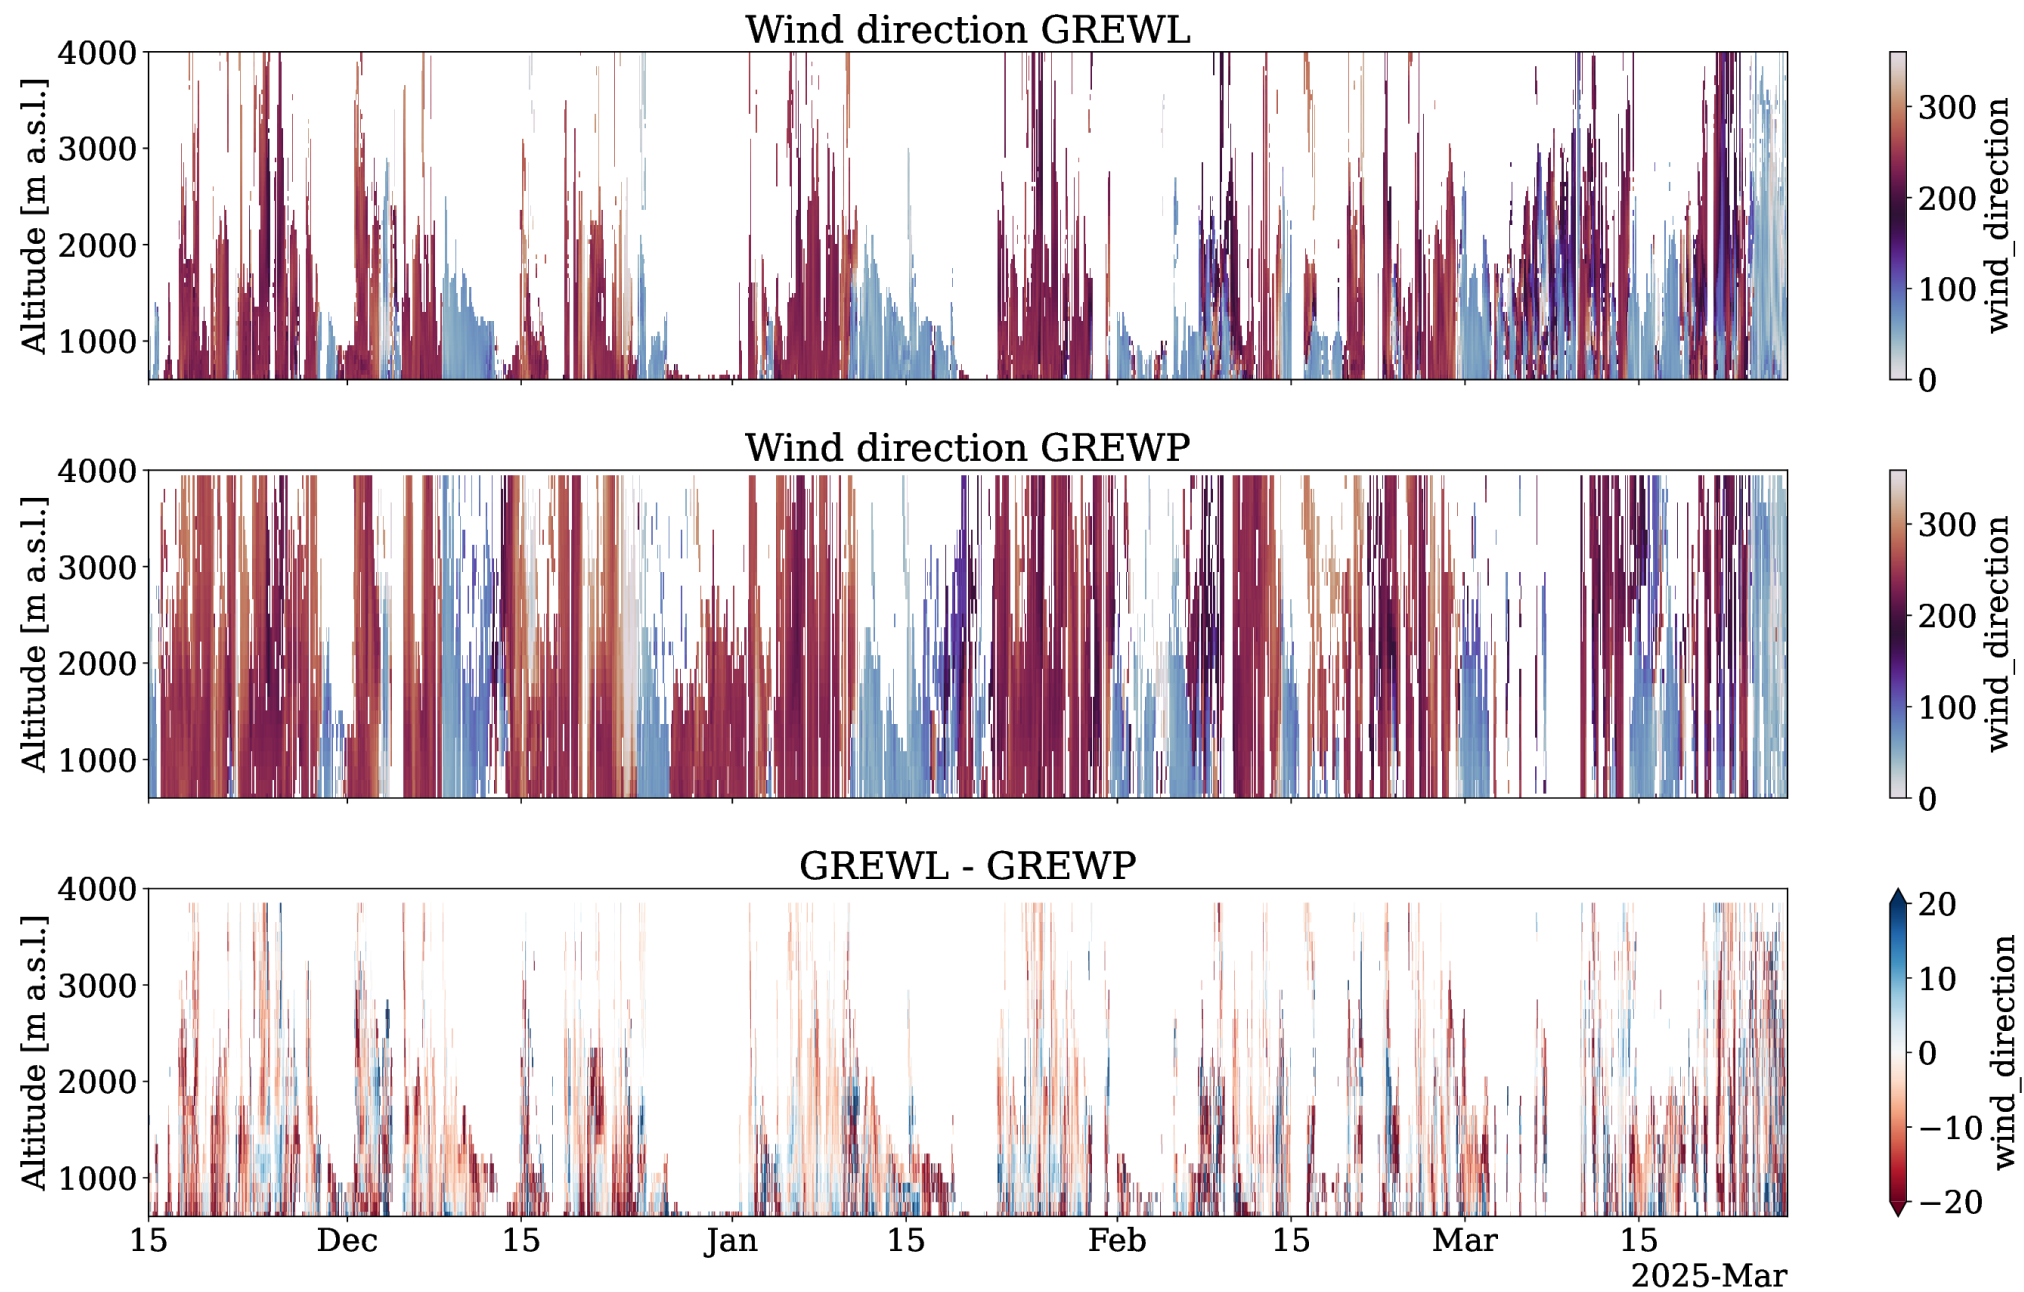 Wind direction GREWL
4000
3000
2000
1000
Altitude [m a.s.l.]
300
200
100
0
wind_direction
Wind direction GREWP
4000
3000
2000
1000
Altitude [m a.s.l.]
300
200
100
0
wind_direction
GREWL - GREWP
4000
3000
2000
1000
Altitude [m a.s.l.]
20
10
0
−10
−20
wind_direction
15 Dec 15 Jan 15 Feb 15 Mar 15
2025-Mar